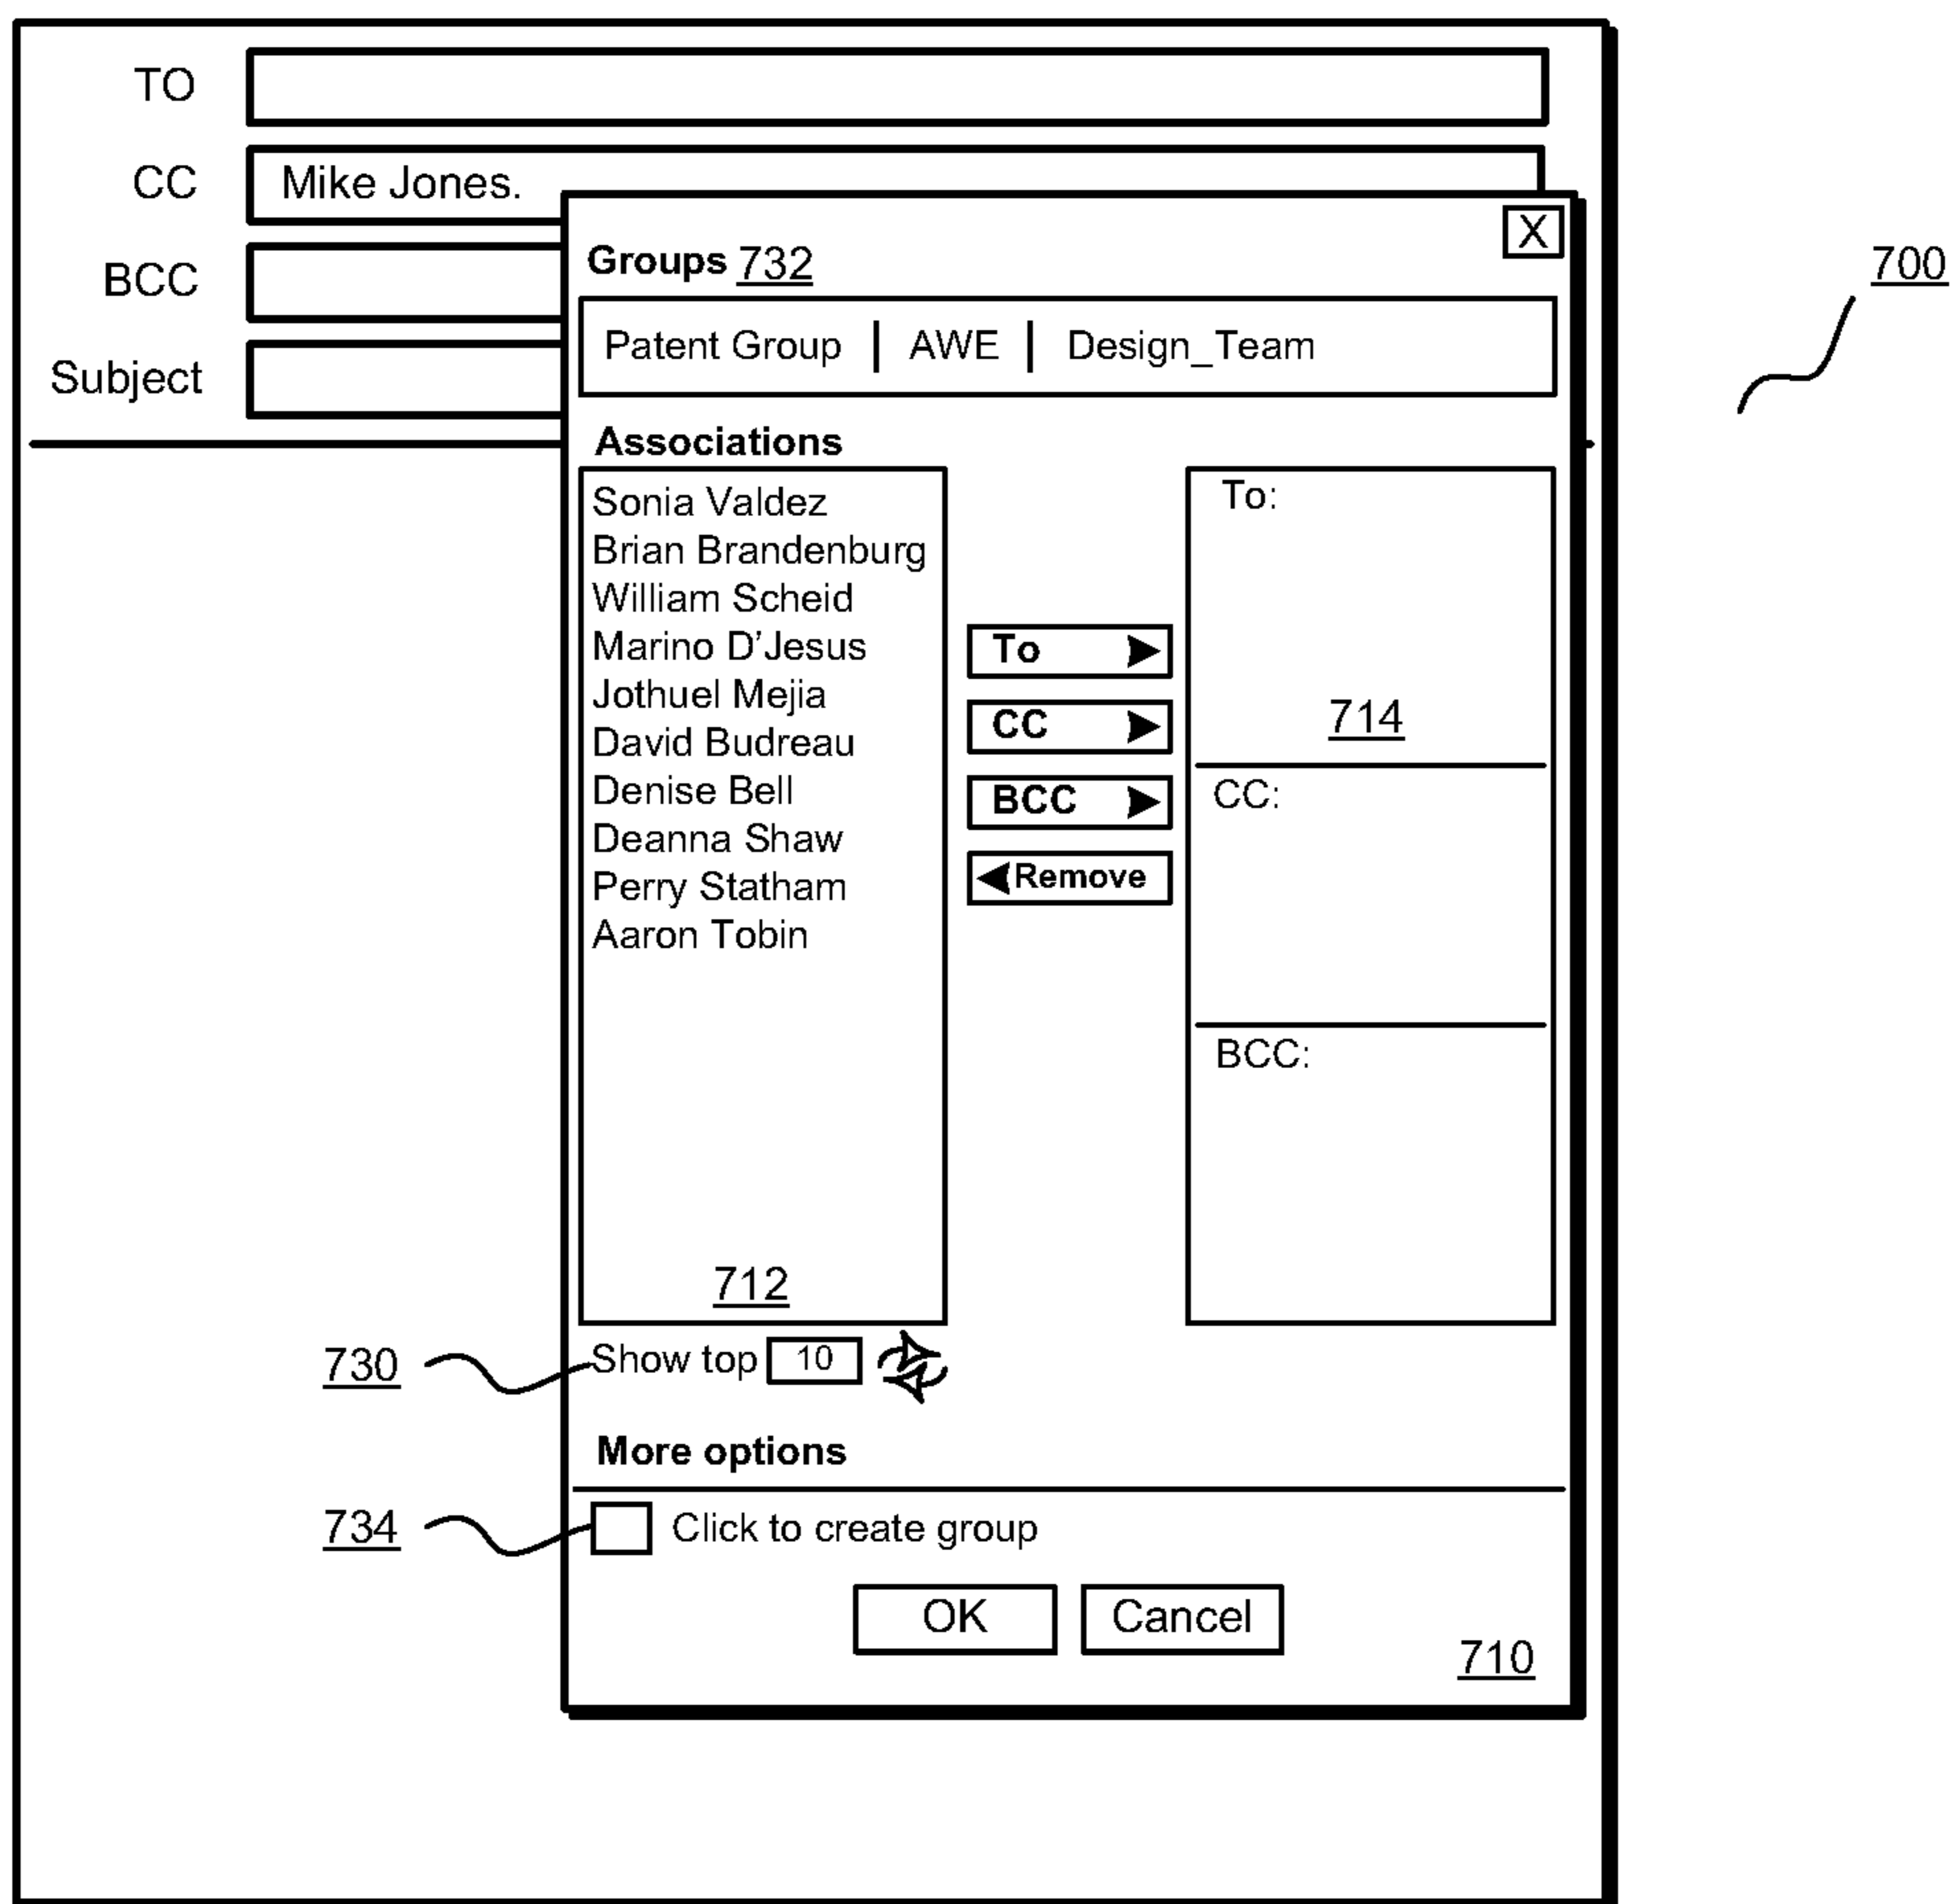 TO
CC Mike Jones.
BCC
Subject
700
X
Groups 732
Patent Group | AWE | Design_Team
Associations
Sonia Valdez
Brian Brandenburg
William Scheid
Marino D'Jesus
Jothuel Mejia
David Budreau
Denise Bell
Deanna Shaw
Perry Statham
Aaron Tobin
712
To
CC
BCC
Remove
To:
714
CC:
BCC:
730 Show top 10
More options
734 Click to create group
OK Cancel
710